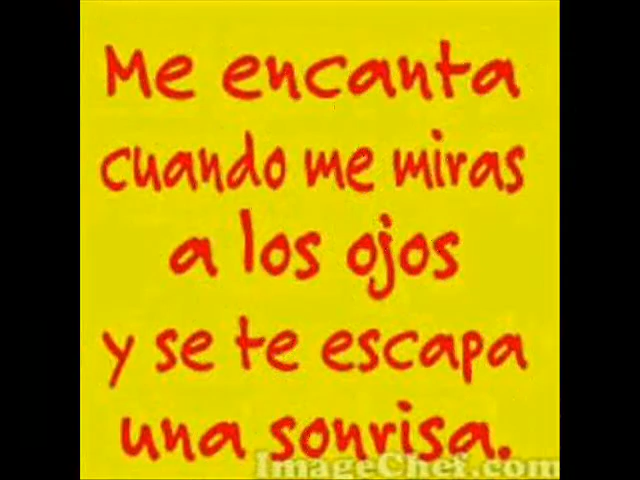 Me encanta
cuando me miras
a los ojos
y se te escapa
una sonrisa.
ImageChef.com